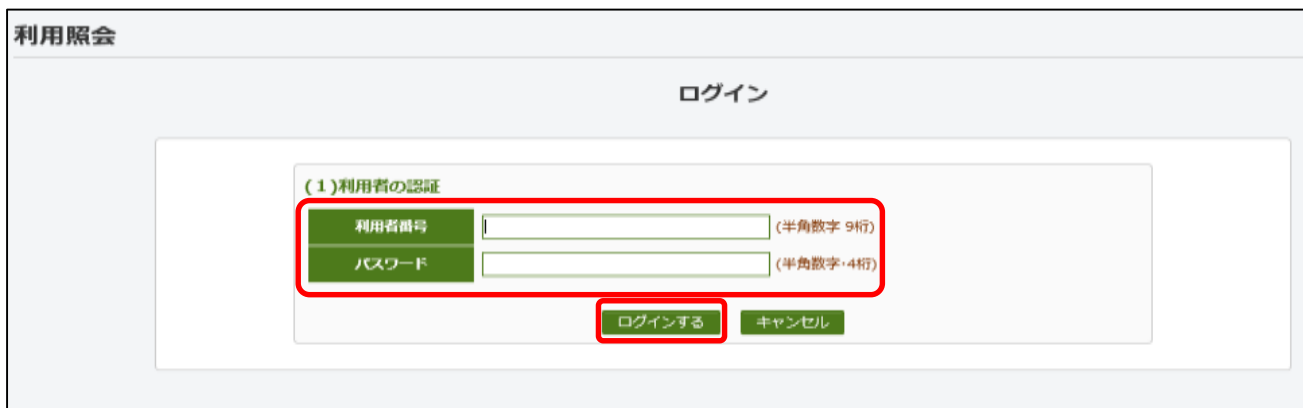 利用照会
ログイン
(1)利用者の認証
利用者番号 (半角数字 9桁)
パスワード (半角数字･4桁)
ログインする キャンセル